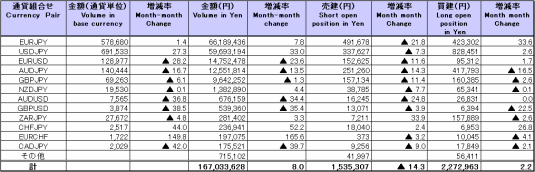 通貨組合せ 金額(通貨単位) 増減率 金額(円) 増減率 売建(円) 増減率 買建(円) 増減率
Currency Pair Volume in base currency Month-month Change Volume in Yen Month-month change Short open position in Yen Month month change Long open position in Yen Month-month Change
EURJPY 578,680 1.4 66,189,436 7.8 491,678 ▲ 21.8 423,302 33.6
USDJPY 691,533 27.3 59,693,194 33.0 337,627 ▲ 7.3 828,451 2.6
EURUSD 128,977 ▲ 28.2 14,752,478 ▲ 23.6 152,658 ▲ 11.6 95,312 1.7
AUDJPY 140,444 ▲ 16.7 12,551,814 ▲ 13.5 251,260 ▲ 14.3 417,793 ▲ 16.5
GBPJPY 69,263 ▲ 6.1 9,642,252 ▲ 1.3 157,134 ▲ 11.4 160,385 ▲ 2.6
NZDJPY 19,530 ▲ 0.1 1,382,890 4.4 38,785 ▲ 7.7 65,341 ▲ 0.1
AUDUSD 7,565 ▲ 36.8 676,159 ▲ 34.4 16,245 ▲ 24.8 26,831 0.0
GBPUSD 3,874 ▲ 38.5 539,360 ▲ 35.4 13,071 ▲ 3.9 6,394 ▲ 22.5
ZARJPY 27,672 ▲ 4.8 281,402 3.3 7,211 33.9 157,889 ▲ 2.6
CHFJPY 2,517 44.0 236,941 52.2 18,040 2.4 6,953 26.8
EURCHF 1,722 149.8 197,075 165.6 373 ▲ 3.2 10,045 ▲ 4.1
CADJPY 2,029 ▲ 42.0 175,521 ▲ 39.7 9,256 ▲ 9.0 17,849 ▲ 2.1
その他 715,102 41,997 56,411
計 167,033,628 8.0 1,535,307 ▲ 14.3 2,272,963 2.2